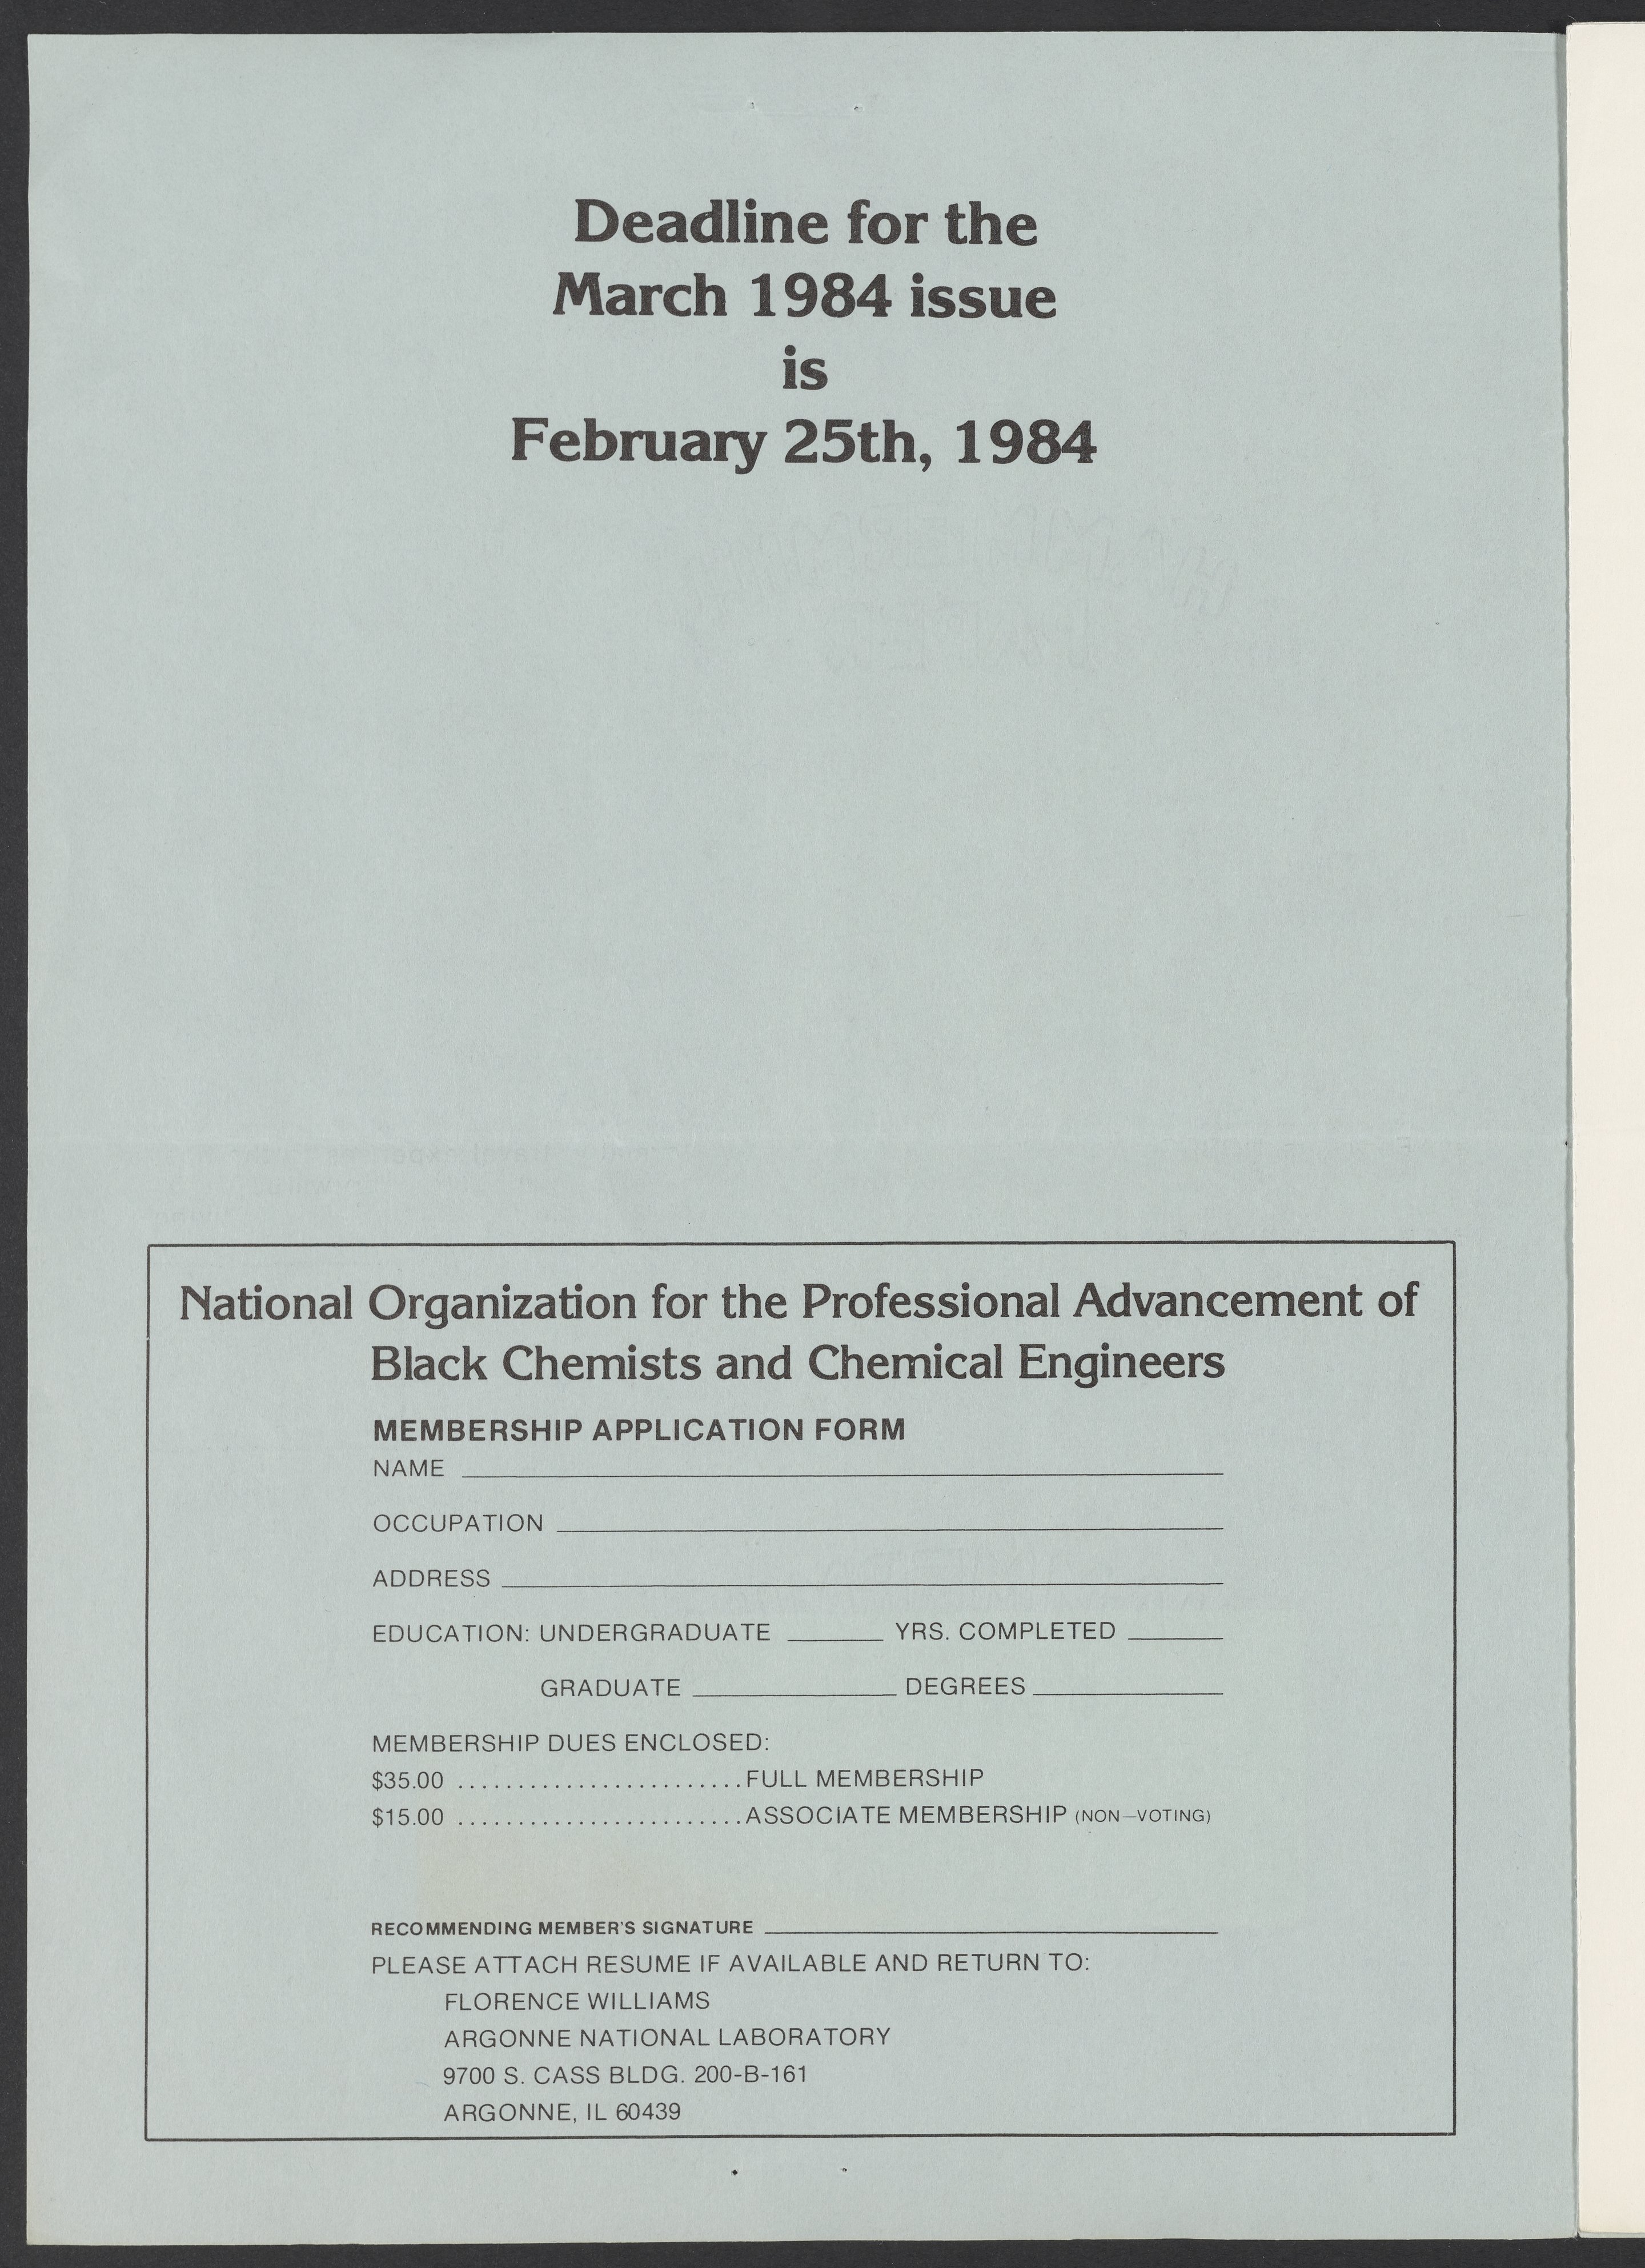 Deadline for the
March 1984 issue
is
February 25th, 1984
National Organization for the Professional Advancement of
Black Chemists and Chemical Engineers
MEMBERSHIP APPLICATION FORM
NAME
OCCUPATION
ADDRESS
EDUCATION: UNDERGRADUATE YRS. COMPLETED
GRADUATE DEGREES
MEMBERSHIP DUES ENCLOSED:
$35.00 ........................FULL MEMBERSHIP
$15.00 ........................ASSOCIATE MEMBERSHIP (NON—VOTING)
RECOMMENDING MEMBER'S SIGNATURE
PLEASE ATTACH RESUME IF AVAILABLE AND RETURN TO:
FLORENCE WILLIAMS
ARGONNE NATIONAL LABORATORY
9700 S. CASS BLDG. 200-B-161
ARGONNE, IL 60439